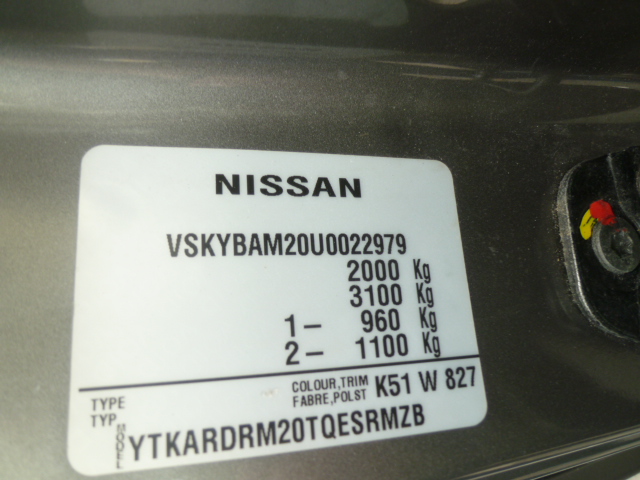 NISSAN
VSKYBAM20U0022979
2000 Kg
3100 Kg
1 – 960 Kg
2 – 1100 Kg
TYPE COLOUR,TRIM K51 W 827
TYP FABRE,POLST
MODELL YTKARDRM20TQESRMZB